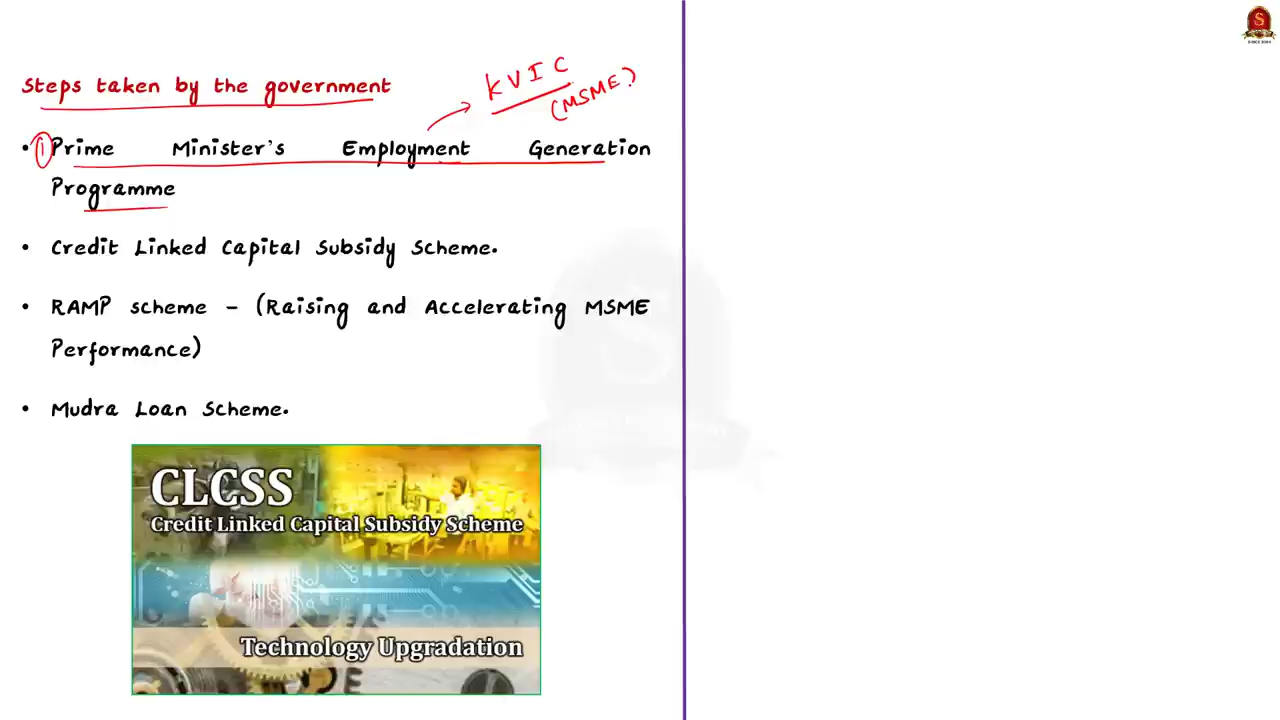 Steps taken by the government
KVIC
(MSME)
• ① Prime Minister's Employment Generation
Programme
• Credit Linked Capital Subsidy Scheme.
• RAMP scheme – (Raising and Accelerating MSME
Performance)
• Mudra Loan Scheme.
CLCSS
Credit Linked Capital Subsidy Scheme
Technology Upgradation
S